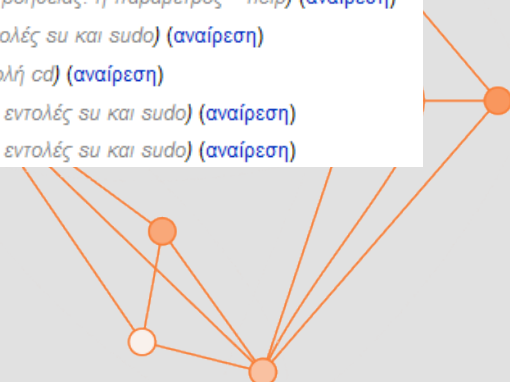 βοήθειας: η παράμετρος --help) (αναίρεση)
ολές su και sudo) (αναίρεση)
ολή cd) (αναίρεση)
εντολές su και sudo) (αναίρεση)
εντολές su και sudo) (αναίρεση)